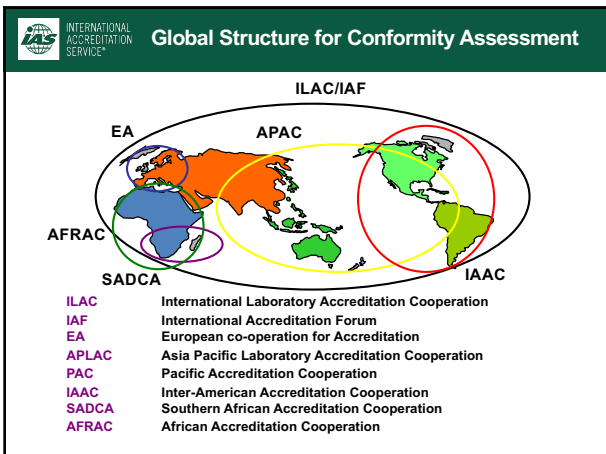 IAS
INTERNATIONAL
ACCREDITATION
SERVICE®
Global Structure for Conformity Assessment
ILAC/IAF
EA
APAC
AFRAC
SADCA
IAAC
ILAC International Laboratory Accreditation Cooperation
IAF International Accreditation Forum
EA European co-operation for Accreditation
APLAC Asia Pacific Laboratory Accreditation Cooperation
PAC Pacific Accreditation Cooperation
IAAC Inter-American Accreditation Cooperation
SADCA Southern African Accreditation Cooperation
AFRAC African Accreditation Cooperation